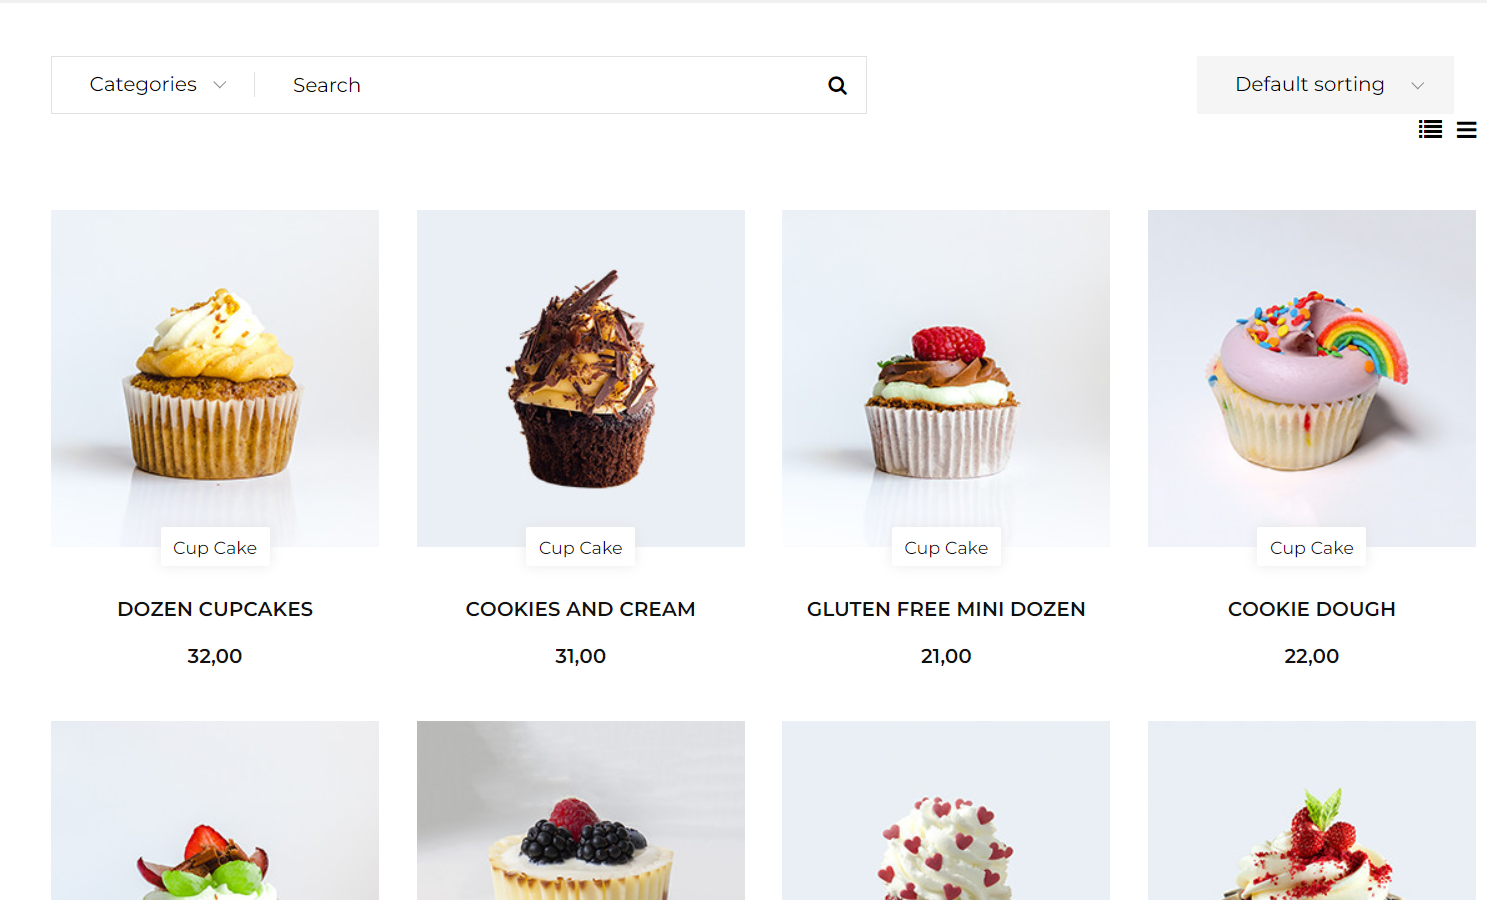 Categories
Search
Default sorting
Cup Cake
Cup Cake
Cup Cake
Cup Cake
DOZEN CUPCAKES
COOKIES AND CREAM
GLUTEN FREE MINI DOZEN
COOKIE DOUGH
32,00
31,00
21,00
22,00